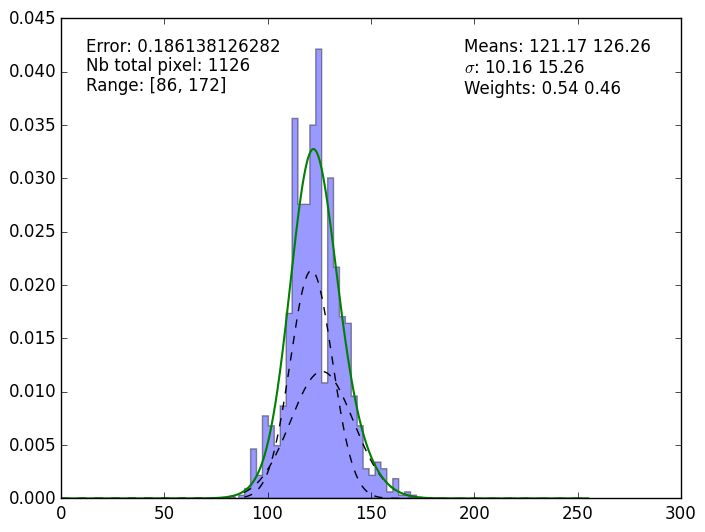 Error: 0.186138126282
Nb total pixel: 1126
Range: [86, 172]
Means: 121.17 126.26
σ: 10.16 15.26
Weights: 0.54 0.46
0.045
0.040
0.035
0.030
0.025
0.020
0.015
0.010
0.005
0.000
0 50 100 150 200 250 300